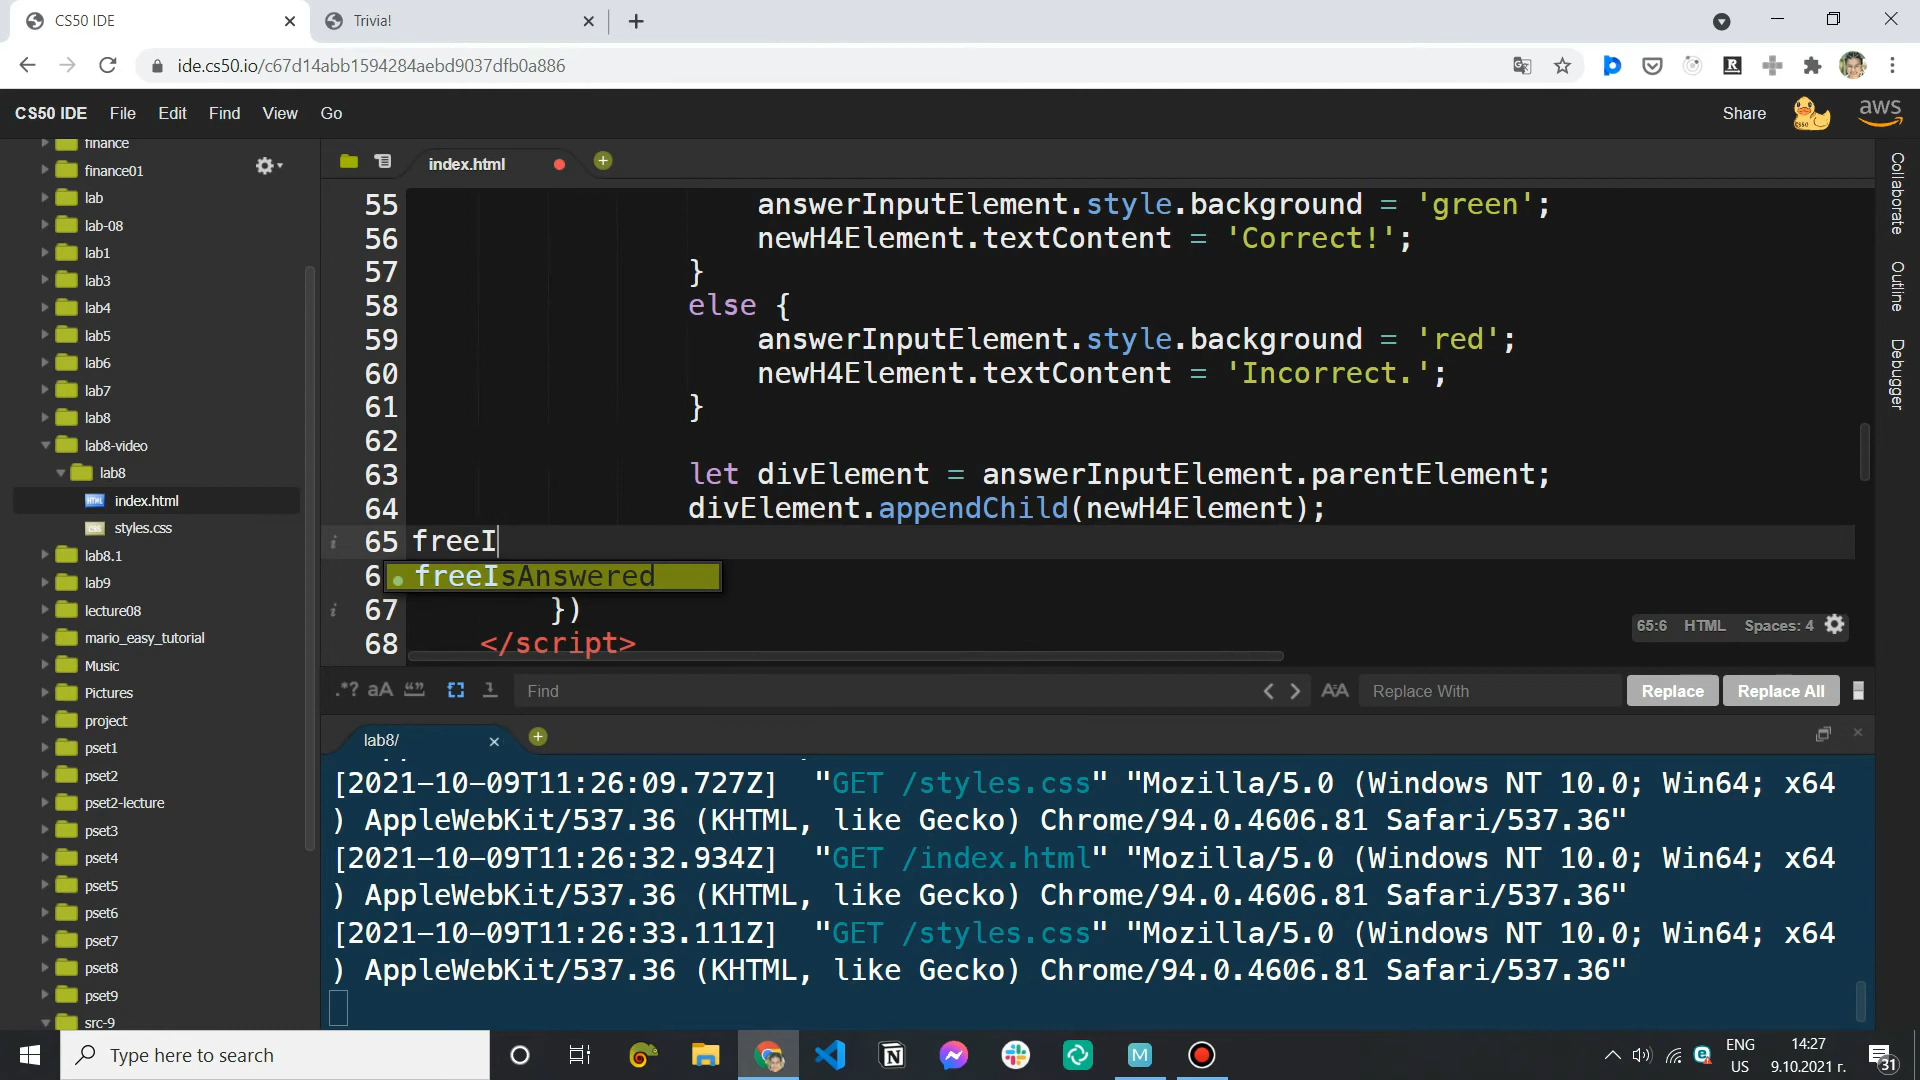 CS50 IDE
Trivia!
ide.cs50.io/c67d14abb1594284aebd9037dfb0a886
CS50 IDE File Edit Find View Go
Share
aws
finance
finance01
lab
lab-08
lab1
lab3
lab4
lab5
lab6
lab7
lab8
lab8-video
lab8
index.html
styles.css
lab8.1
lab9
lecture08
mario_easy_tutorial
Music
Pictures
project
pset1
pset2
pset2-lecture
pset3
pset4
pset5
pset6
pset7
pset8
pset9
src-9
index.html
55 answerInputElement.style.background = 'green';
56 newH4Element.textContent = 'Correct!';
57 }
58 else {
59 answerInputElement.style.background = 'red';
60 newH4Element.textContent = 'Incorrect.';
61 }
62
63 let divElement = answerInputElement.parentElement;
64 divElement.appendChild(newH4Element);
65 freeI
6 freeIsAnswered
67 })
68 </script>
65:6 HTML Spaces: 4
Collaborate
Outline
Debugger
.*? aA “” Find AA Replace With Replace Replace All
lab8/
[2021-10-09T11:26:09.727Z]  "GET /styles.css" "Mozilla/5.0 (Windows NT 10.0; Win64; x64
) AppleWebKit/537.36 (KHTML, like Gecko) Chrome/94.0.4606.81 Safari/537.36"
[2021-10-09T11:26:32.934Z]  "GET /index.html" "Mozilla/5.0 (Windows NT 10.0; Win64; x64
) AppleWebKit/537.36 (KHTML, like Gecko) Chrome/94.0.4606.81 Safari/537.36"
[2021-10-09T11:26:33.111Z]  "GET /styles.css" "Mozilla/5.0 (Windows NT 10.0; Win64; x64
) AppleWebKit/537.36 (KHTML, like Gecko) Chrome/94.0.4606.81 Safari/537.36"
Type here to search
ENG
US
14:27
9.10.2021 г.
31